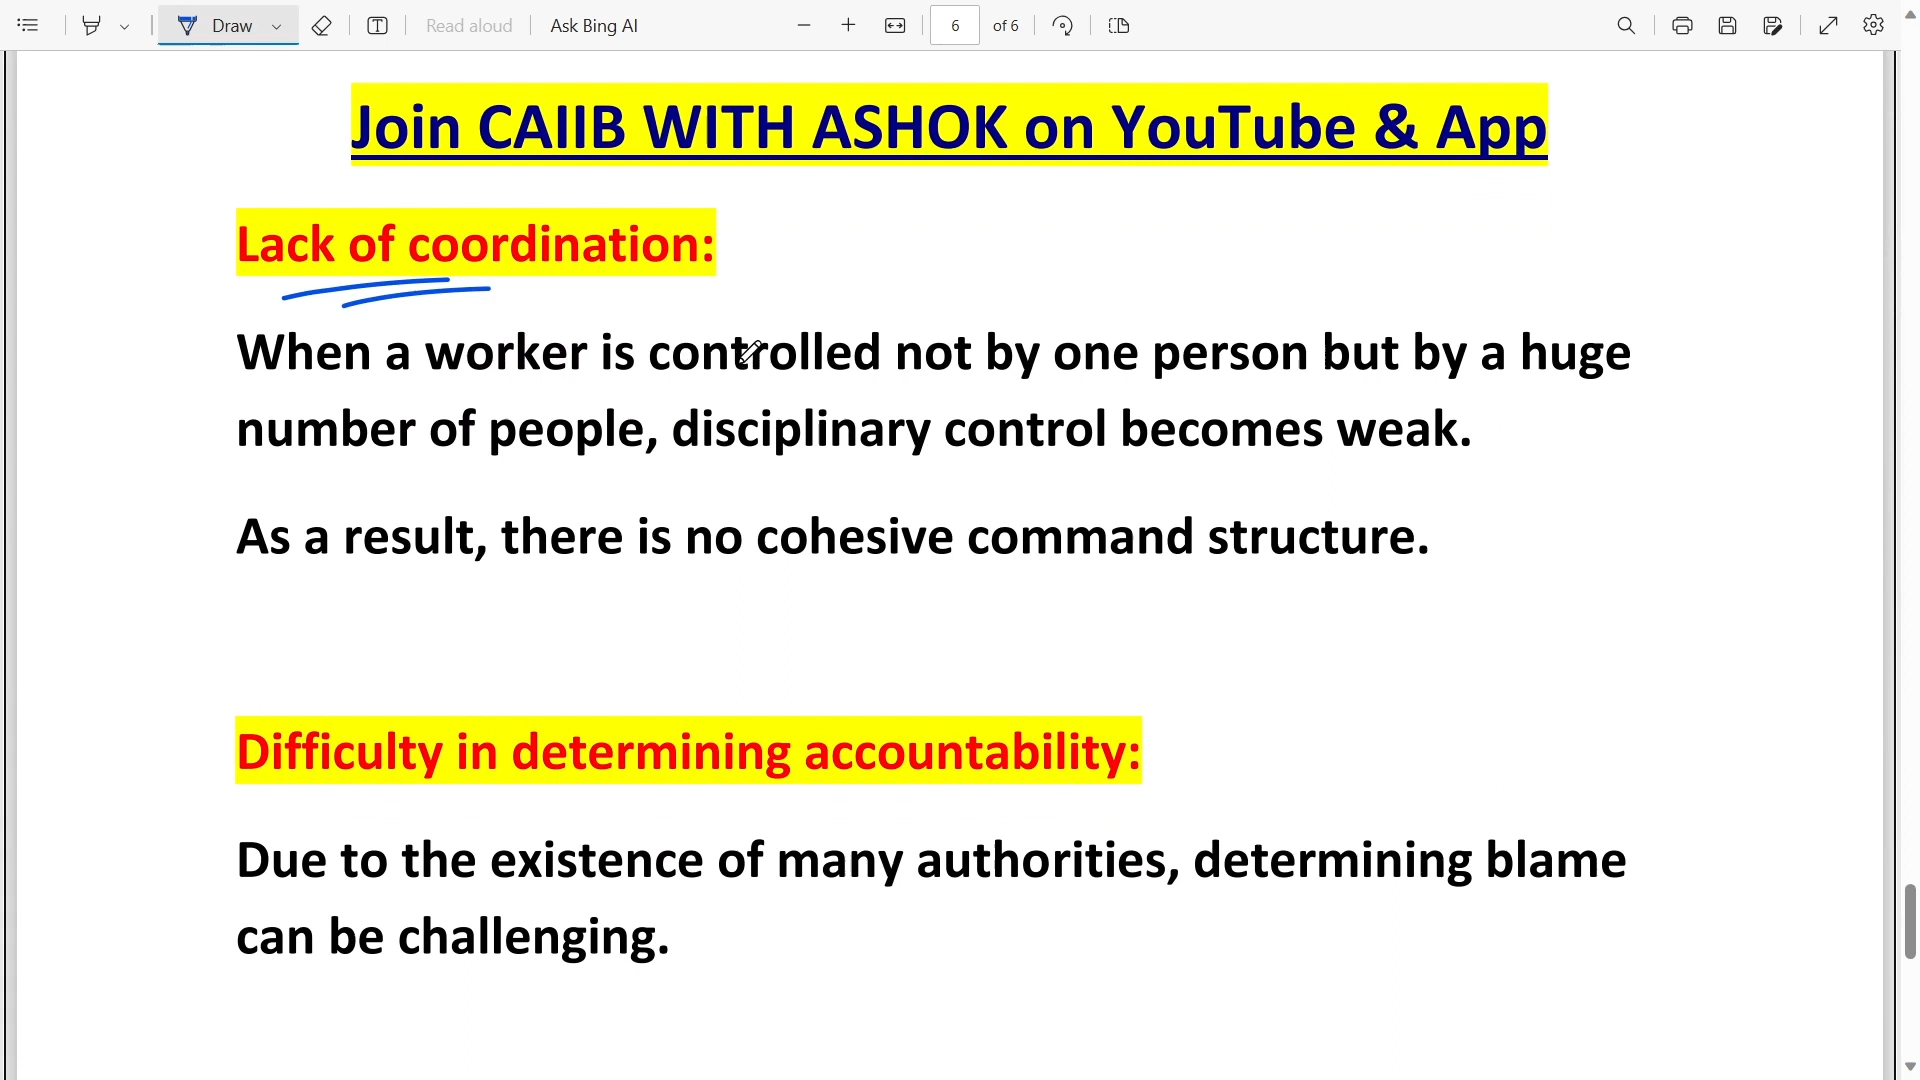 Draw
Read aloud
Ask Bing AI
6
of 6
Join CAIIB WITH ASHOK on YouTube & App
Lack of coordination:
When a worker is controlled not by one person but by a huge
number of people, disciplinary control becomes weak.
As a result, there is no cohesive command structure.
Difficulty in determining accountability:
Due to the existence of many authorities, determining blame
can be challenging.